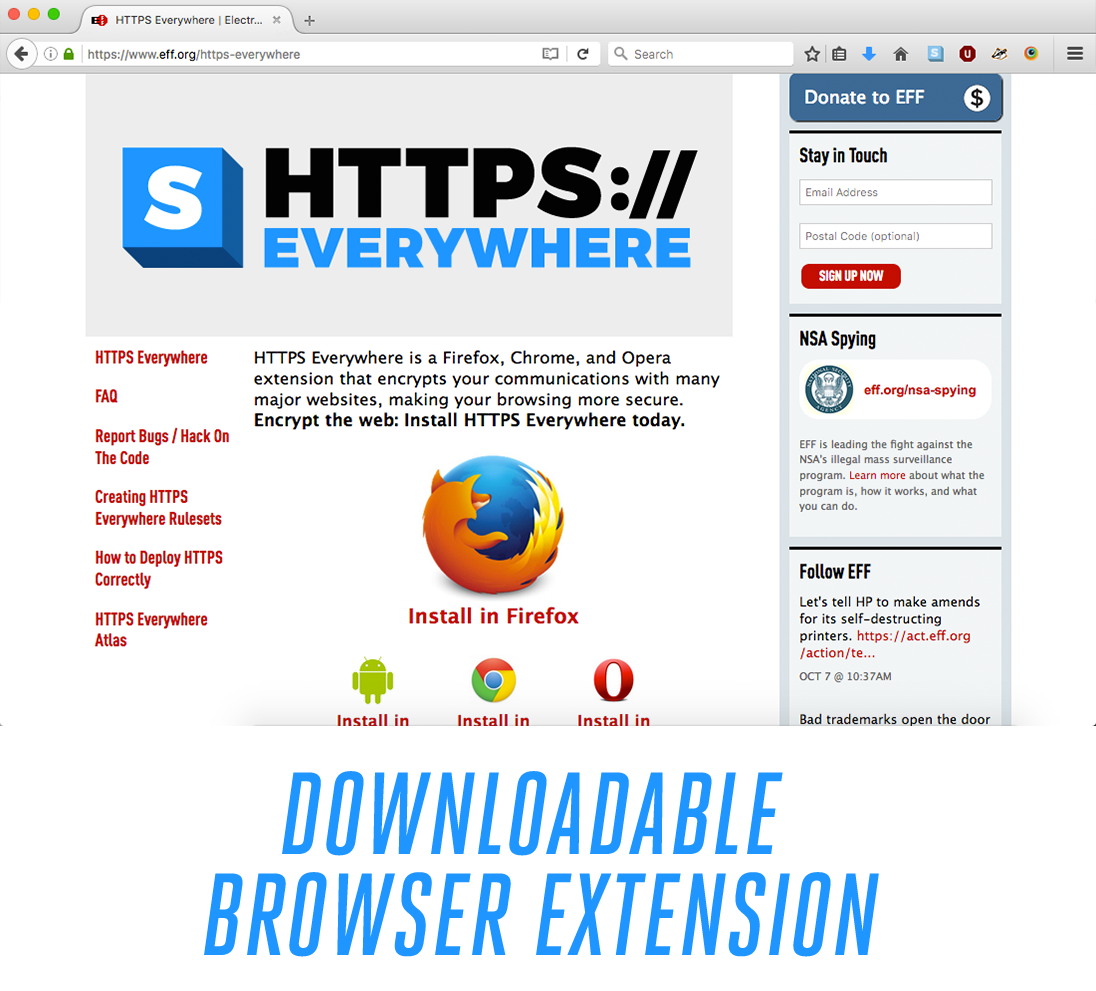 HTTPS Everywhere | Electr...
https://www.eff.org/https-everywhere
Search
S
U
S
HTTPS://
EVERYWHERE
HTTPS Everywhere
FAQ
Report Bugs / Hack On
The Code
Creating HTTPS
Everywhere Rulesets
How to Deploy HTTPS
Correctly
HTTPS Everywhere
Atlas
HTTPS Everywhere is a Firefox, Chrome, and Opera
extension that encrypts your communications with many
major websites, making your browsing more secure.
Encrypt the web: Install HTTPS Everywhere today.
Install in Firefox
Install in
Install in
Install in
Donate to EFF
$
Stay in Touch
Email Address
Postal Code (optional)
SIGN UP NOW
NSA Spying
eff.org/nsa-spying
EFF is leading the fight against the
NSA's illegal mass surveillance
program. Learn more about what the
program is, how it works, and what
you can do.
Follow EFF
Let's tell HP to make amends
for its self-destructing
printers. https://act.eff.org
/action/te...
OCT 7 @ 10:37AM
Bad trademarks open the door
DOWNLOADABLE
BROWSER EXTENSION